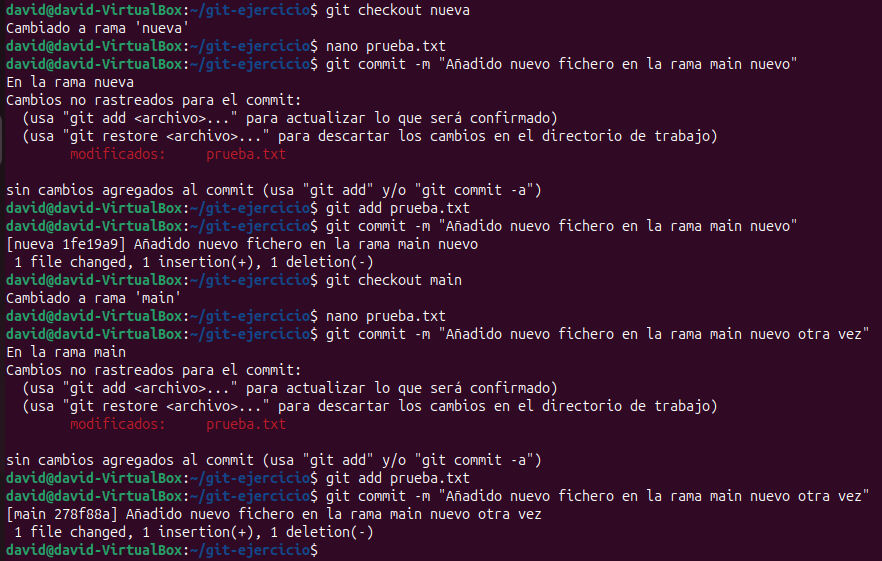 david@david-VirtualBox:~/git-ejercicio$ git checkout nueva
Cambiado a rama 'nueva'
david@david-VirtualBox:~/git-ejercicio$ nano prueba.txt
david@david-VirtualBox:~/git-ejercicio$ git commit -m "Añadido nuevo fichero en la rama main nuevo"
En la rama nueva
Cambios no rastreados para el commit:
  (usa "git add <archivo>..." para actualizar lo que será confirmado)
  (usa "git restore <archivo>..." para descartar los cambios en el directorio de trabajo)
        modificados:     prueba.txt

sin cambios agregados al commit (usa "git add" y/o "git commit -a")
david@david-VirtualBox:~/git-ejercicio$ git add prueba.txt
david@david-VirtualBox:~/git-ejercicio$ git commit -m "Añadido nuevo fichero en la rama main nuevo"
[nueva 1fe19a9] Añadido nuevo fichero en la rama main nuevo
 1 file changed, 1 insertion(+), 1 deletion(-)
david@david-VirtualBox:~/git-ejercicio$ git checkout main
Cambiado a rama 'main'
david@david-VirtualBox:~/git-ejercicio$ nano prueba.txt
david@david-VirtualBox:~/git-ejercicio$ git commit -m "Añadido nuevo fichero en la rama main nuevo otra vez"
En la rama main
Cambios no rastreados para el commit:
  (usa "git add <archivo>..." para actualizar lo que será confirmado)
  (usa "git restore <archivo>..." para descartar los cambios en el directorio de trabajo)
        modificados:     prueba.txt

sin cambios agregados al commit (usa "git add" y/o "git commit -a")
david@david-VirtualBox:~/git-ejercicio$ git add prueba.txt
david@david-VirtualBox:~/git-ejercicio$ git commit -m "Añadido nuevo fichero en la rama main nuevo otra vez"
[main 278f88a] Añadido nuevo fichero en la rama main nuevo otra vez
 1 file changed, 1 insertion(+), 1 deletion(-)
david@david-VirtualBox:~/git-ejercicio$